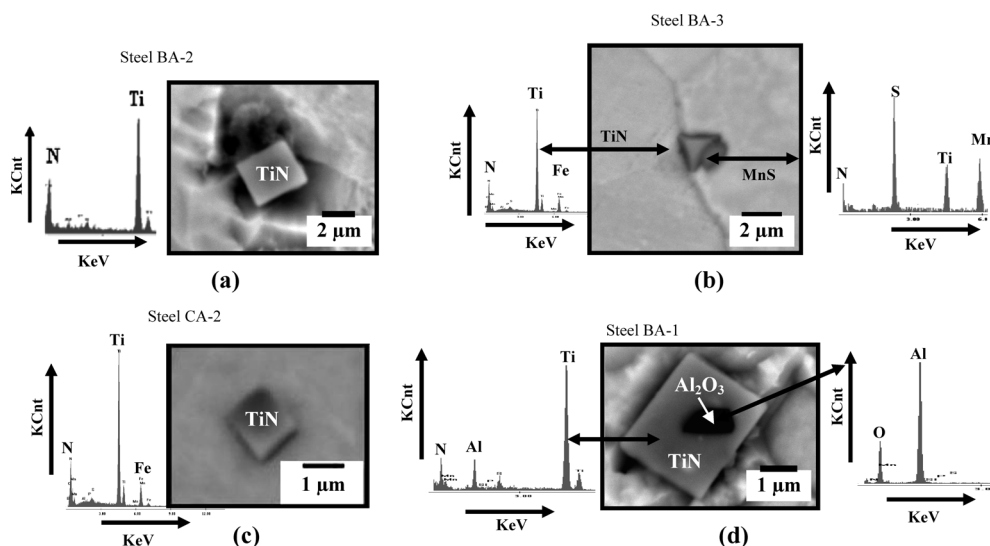 Steel BA-2
Ti
N
KCnt
KeV
TiN
2 µm
(a)
Steel BA-3
Ti
N
Fe
KCnt
KeV
TiN
MnS
2 µm
KCnt
S
Ti
Mn
N
KeV
(b)
Steel CA-2
Ti
N
Fe
KCnt
KeV
TiN
1 µm
(c)
Steel BA-1
Ti
N
Al
KCnt
KeV
Al₂O₃
TiN
1 µm
KCnt
Al
O
KeV
(d)